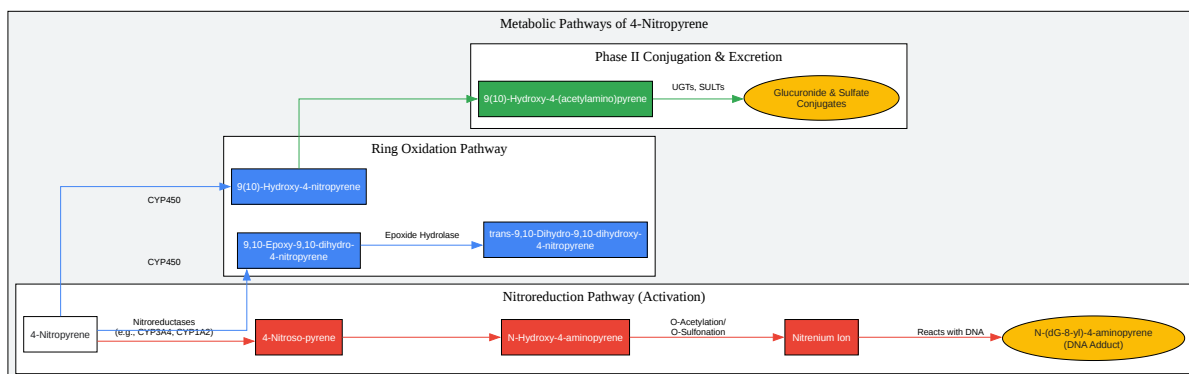 Metabolic Pathways of 4-Nitropyrene
Phase II Conjugation & Excretion
9(10)-Hydroxy-4-(acetylamino)pyrene
UGTs, SULTs
Glucuronide & Sulfate
Conjugates
Ring Oxidation Pathway
9(10)-Hydroxy-4-nitropyrene
CYP450
9,10-Epoxy-9,10-dihydro-
4-nitropyrene
Epoxide Hydrolase
trans-9,10-Dihydro-9,10-dihydroxy-
4-nitropyrene
CYP450
Nitroreduction Pathway (Activation)
4-Nitropyrene
Nitroreductases
(e.g., CYP3A4, CYP1A2)
4-Nitroso-pyrene
N-Hydroxy-4-aminopyrene
O-Acetylation/
O-Sulfonation
Nitrenium Ion
Reacts with DNA
N-(dG-8-yl)-4-aminopyrene
(DNA Adduct)